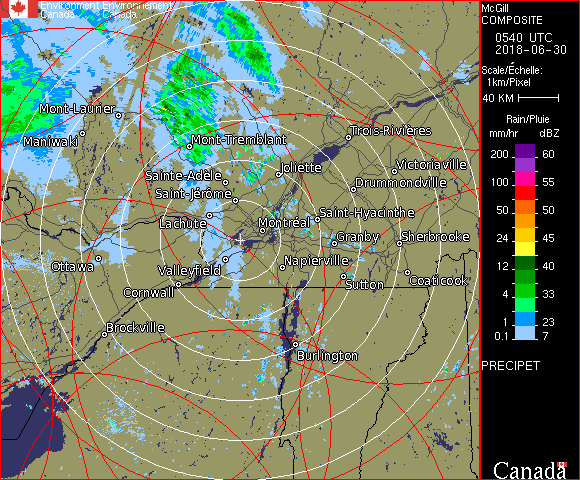 Environment Environnement
Canada Canada
McGill
COMPOSITE
0540 UTC
2018-06-30
Scale/Échelle:
1km/Pixel
40 KM
Rain/Pluie
mm/hr dBZ
200 60
100 55
50 50
24 45
12 40
4 33
1 23
0.1 7
PRECIPET
Canada
Mont-Laurier
Maniwaki
Mont-Tremblant
Trois-Rivières
Joliette
Victoriaville
Sainte-Adèle
Drummondville
Saint-Jérôme
Saint-Hyacinthe
Lachute
Montréal
Granby
Sherbrooke
Ottawa
Valleyfield
Napierville
Cornwall
Sutton
Coaticook
Brockville
Burlington